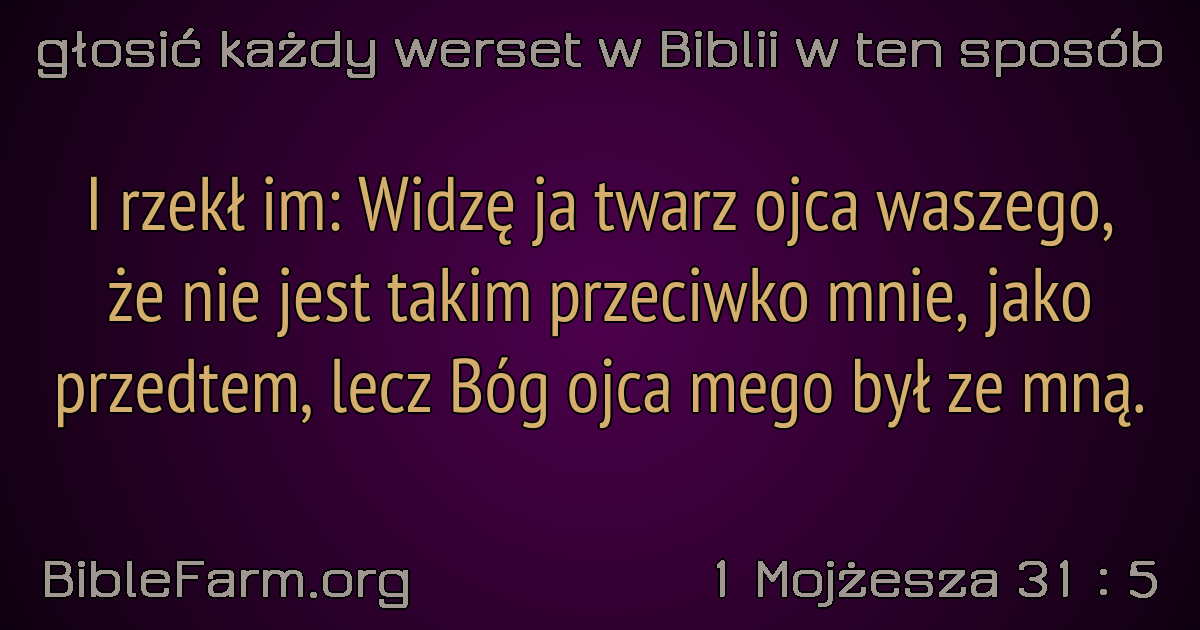 głosić każdy werset w Biblii w ten sposób
I rzekł im: Widzę ja twarz ojca waszego,
że nie jest takim przeciwko mnie, jako
przedtem, lecz Bóg ojca mego był ze mną.
BibleFarm.org
1 Mojżesza 31 : 5